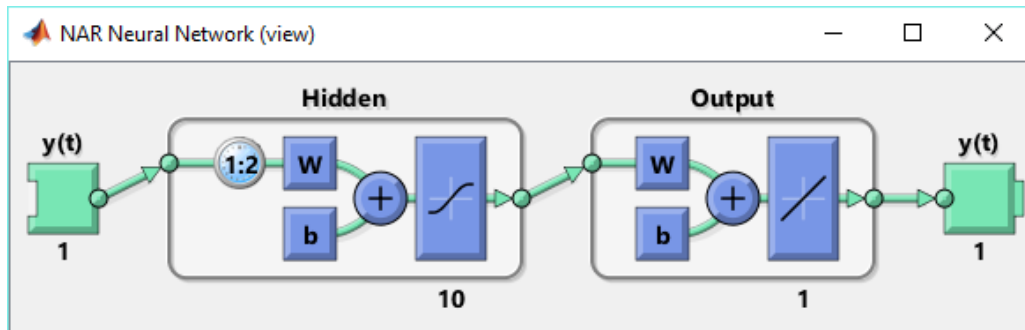 NAR Neural Network (view)
Hidden
Output
y(t)
y(t)
1:2
W
W
+
+
b
b
1
1
10
1